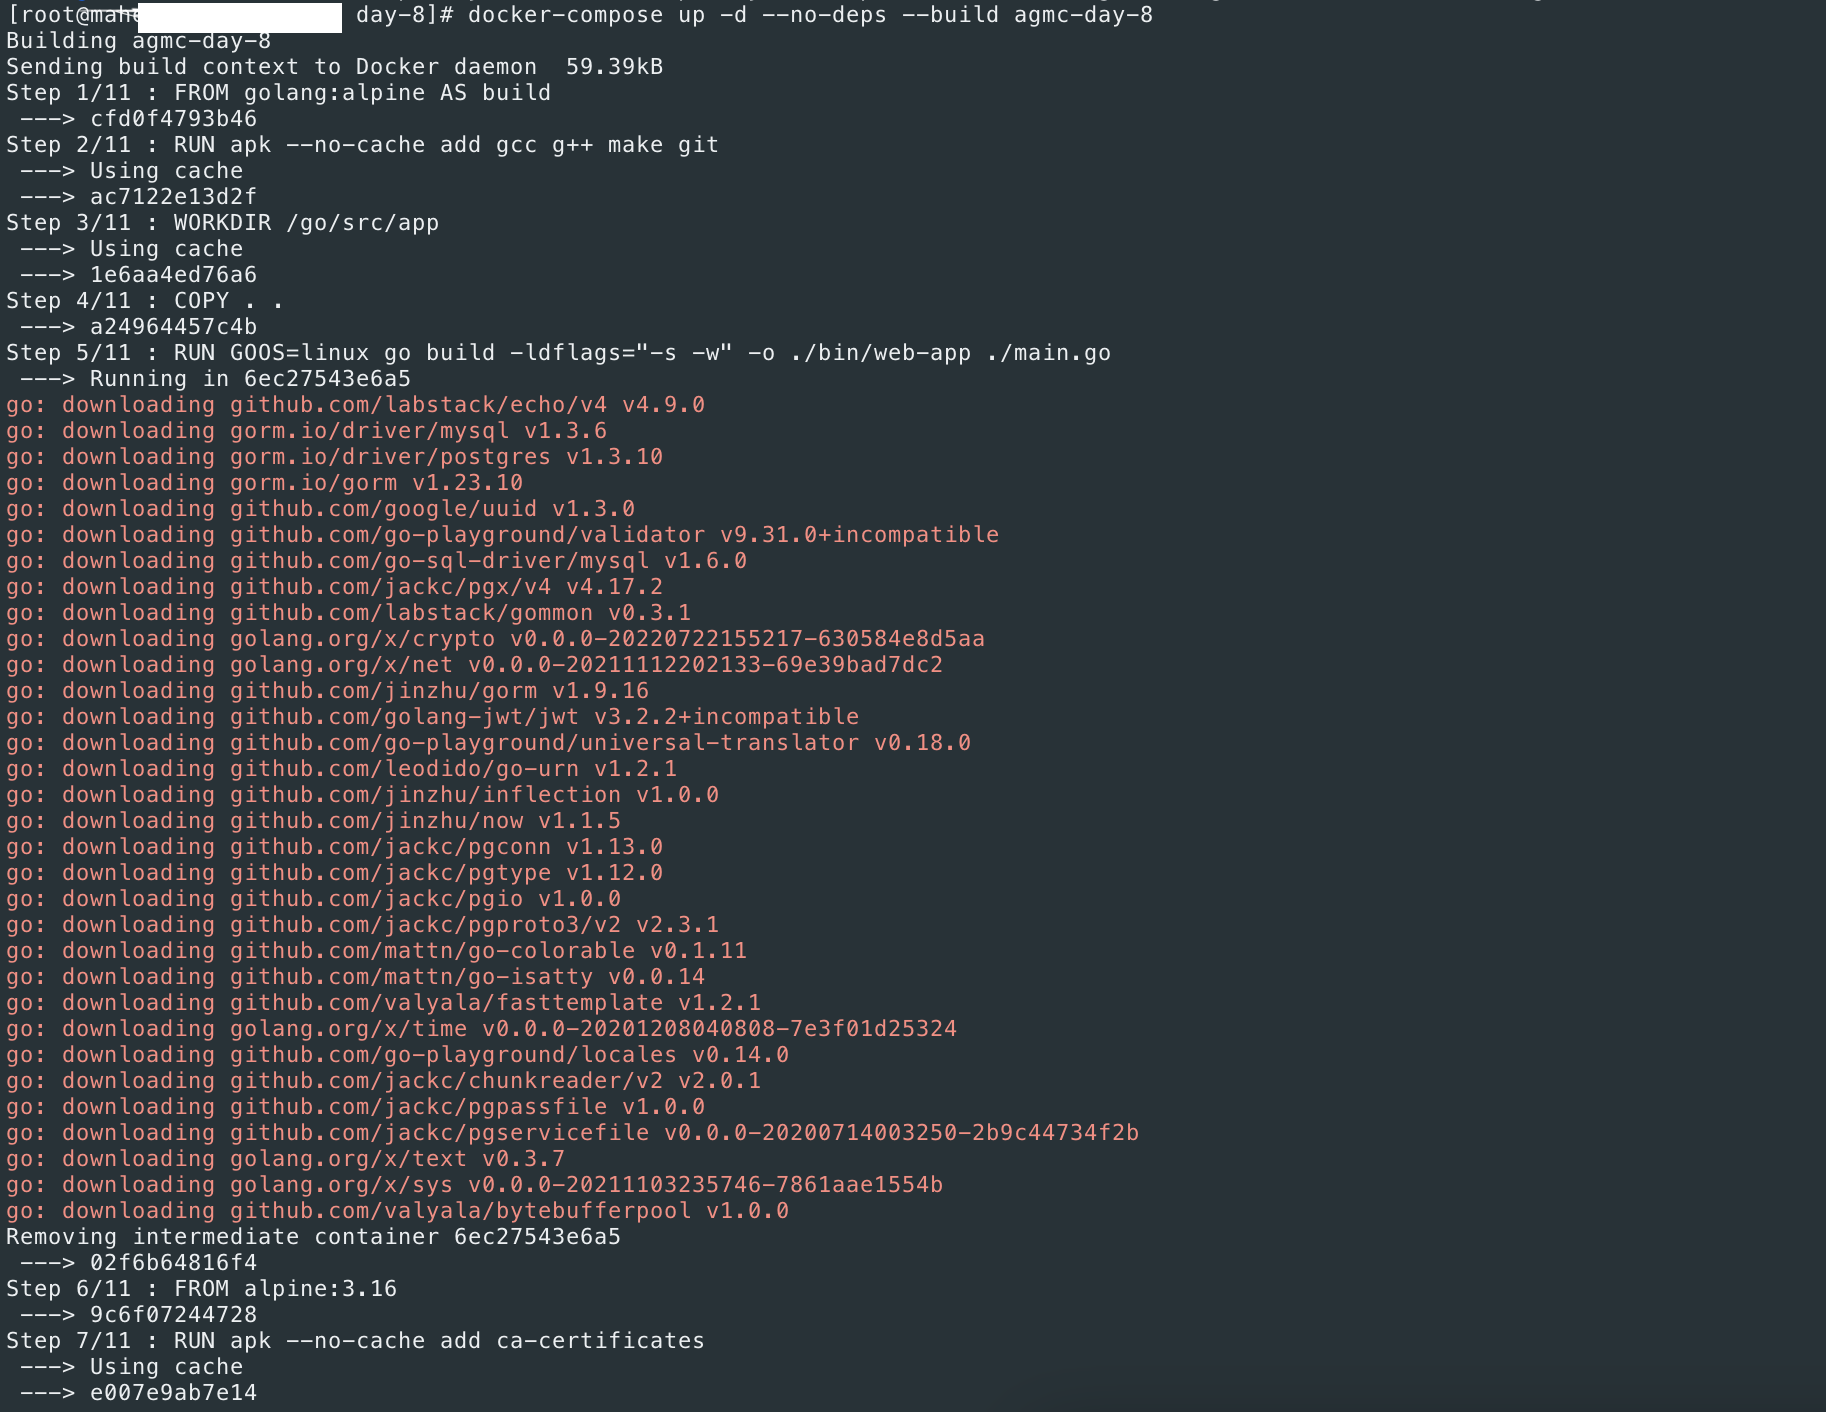 [root@mah day-8]# docker-compose up -d --no-deps --build agmc-day-8
Building agmc-day-8
Sending build context to Docker daemon  59.39kB
Step 1/11 : FROM golang:alpine AS build
 ---> cfd0f4793b46
Step 2/11 : RUN apk --no-cache add gcc g++ make git
 ---> Using cache
 ---> ac7122e13d2f
Step 3/11 : WORKDIR /go/src/app
 ---> Using cache
 ---> 1e6aa4ed76a6
Step 4/11 : COPY . .
 ---> a24964457c4b
Step 5/11 : RUN GOOS=linux go build -ldflags="-s -w" -o ./bin/web-app ./main.go
 ---> Running in 6ec27543e6a5
go: downloading github.com/labstack/echo/v4 v4.9.0
go: downloading gorm.io/driver/mysql v1.3.6
go: downloading gorm.io/driver/postgres v1.3.10
go: downloading gorm.io/gorm v1.23.10
go: downloading github.com/google/uuid v1.3.0
go: downloading github.com/go-playground/validator v9.31.0+incompatible
go: downloading github.com/go-sql-driver/mysql v1.6.0
go: downloading github.com/jackc/pgx/v4 v4.17.2
go: downloading github.com/labstack/gommon v0.3.1
go: downloading golang.org/x/crypto v0.0.0-20220722155217-630584e8d5aa
go: downloading golang.org/x/net v0.0.0-20211112202133-69e39bad7dc2
go: downloading github.com/jinzhu/gorm v1.9.16
go: downloading github.com/golang-jwt/jwt v3.2.2+incompatible
go: downloading github.com/go-playground/universal-translator v0.18.0
go: downloading github.com/leodido/go-urn v1.2.1
go: downloading github.com/jinzhu/inflection v1.0.0
go: downloading github.com/jinzhu/now v1.1.5
go: downloading github.com/jackc/pgconn v1.13.0
go: downloading github.com/jackc/pgtype v1.12.0
go: downloading github.com/jackc/pgio v1.0.0
go: downloading github.com/jackc/pgproto3/v2 v2.3.1
go: downloading github.com/mattn/go-colorable v0.1.11
go: downloading github.com/mattn/go-isatty v0.0.14
go: downloading github.com/valyala/fasttemplate v1.2.1
go: downloading golang.org/x/time v0.0.0-20201208040808-7e3f01d25324
go: downloading github.com/go-playground/locales v0.14.0
go: downloading github.com/jackc/chunkreader/v2 v2.0.1
go: downloading github.com/jackc/pgpassfile v1.0.0
go: downloading github.com/jackc/pgservicefile v0.0.0-20200714003250-2b9c44734f2b
go: downloading golang.org/x/text v0.3.7
go: downloading golang.org/x/sys v0.0.0-20211103235746-7861aae1554b
go: downloading github.com/valyala/bytebufferpool v1.0.0
Removing intermediate container 6ec27543e6a5
 ---> 02f6b64816f4
Step 6/11 : FROM alpine:3.16
 ---> 9c6f07244728
Step 7/11 : RUN apk --no-cache add ca-certificates
 ---> Using cache
 ---> e007e9ab7e14